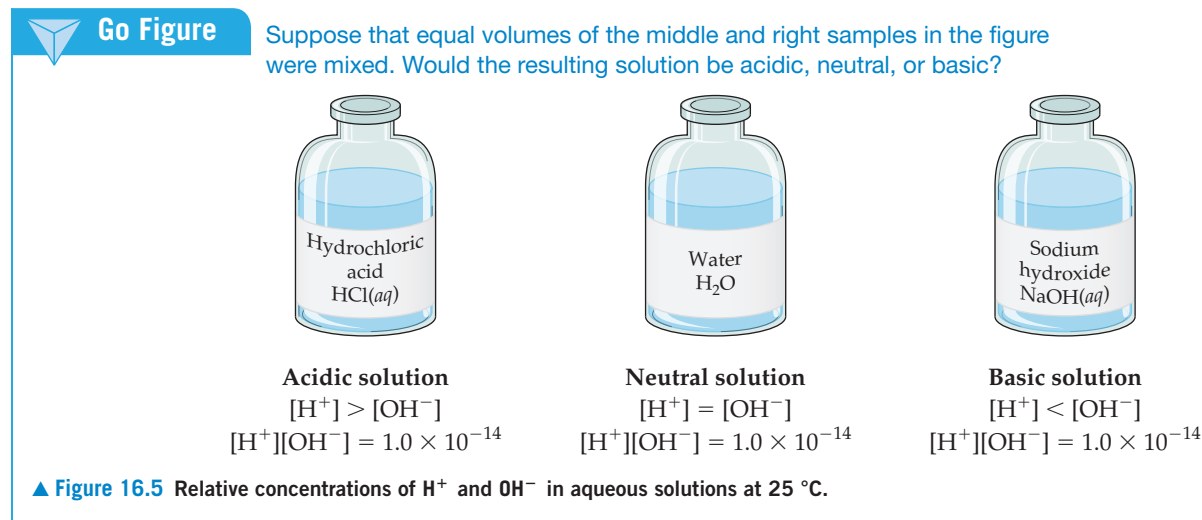 Go Figure
Suppose that equal volumes of the middle and right samples in the figure
were mixed. Would the resulting solution be acidic, neutral, or basic?
Hydrochloric
acid
HCl(aq)
Water
H₂O
Sodium
hydroxide
NaOH(aq)
Acidic solution
[H⁺] > [OH⁻]
[H⁺][OH⁻] = 1.0 × 10⁻¹⁴
Neutral solution
[H⁺] = [OH⁻]
[H⁺][OH⁻] = 1.0 × 10⁻¹⁴
Basic solution
[H⁺] < [OH⁻]
[H⁺][OH⁻] = 1.0 × 10⁻¹⁴
▲ Figure 16.5 Relative concentrations of H⁺ and OH⁻ in aqueous solutions at 25 °C.